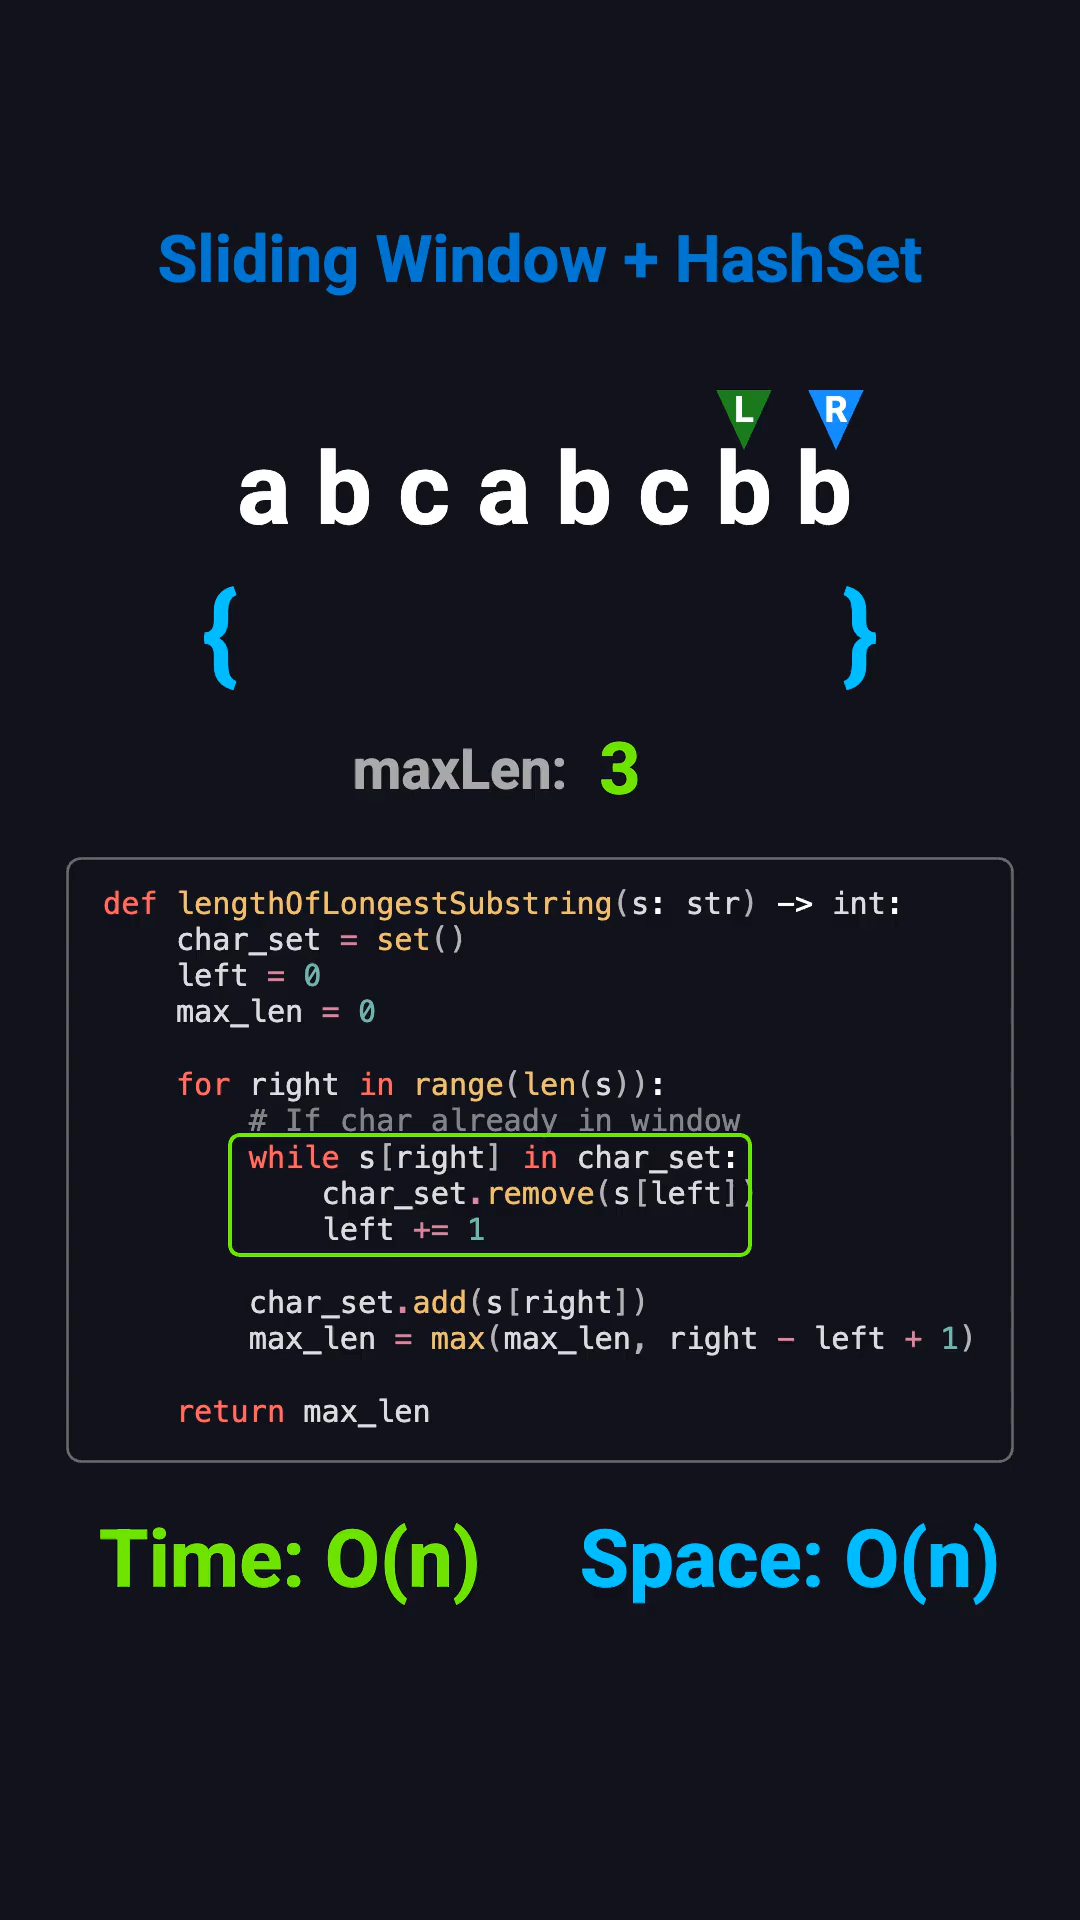 Sliding Window + HashSet
L R
a b c a b c b b
{ }
maxLen: 3
def lengthOfLongestSubstring(s: str) -> int:
    char_set = set()
    left = 0
    max_len = 0
    for right in range(len(s)):
        # If char already in window
        while s[right] in char_set:
            char_set.remove(s[left])
            left += 1
        char_set.add(s[right])
        max_len = max(max_len, right - left + 1)
    return max_len
Time: O(n) Space: O(n)